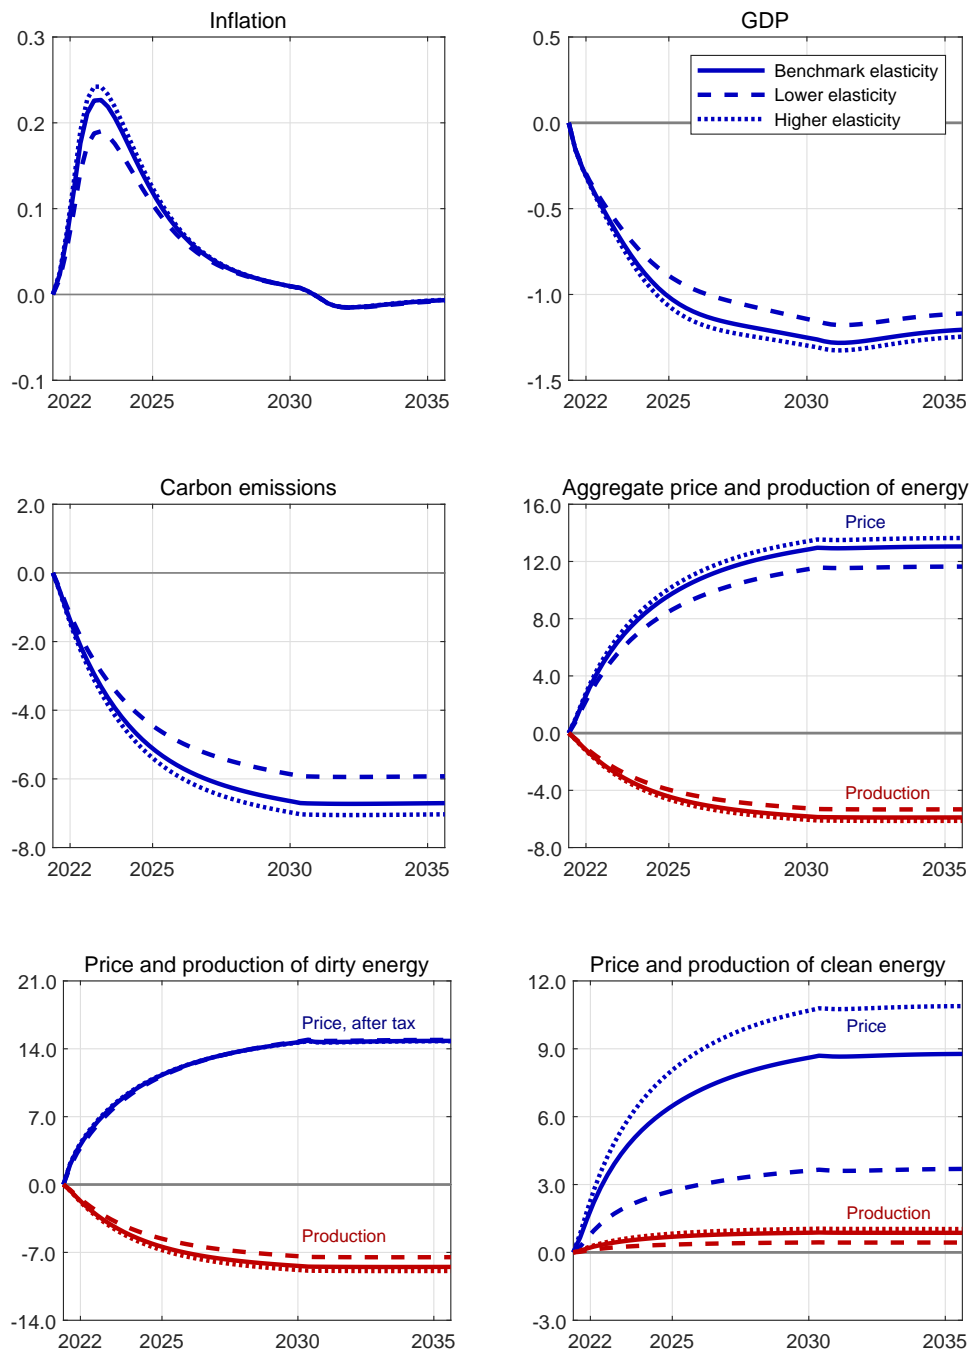 Inflation
0.3
0.2
0.1
0.0
-0.1
2022 2025 2030 2035
GDP
0.5
0.0
-0.5
-1.0
-1.5
Benchmark elasticity
Lower elasticity
Higher elasticity
2022 2025 2030 2035
Carbon emissions
2.0
0.0
-2.0
-4.0
-6.0
-8.0
2022 2025 2030 2035
Aggregate price and production of energy
16.0
12.0
8.0
4.0
0.0
-4.0
-8.0
Price
Production
2022 2025 2030 2035
Price and production of dirty energy
21.0
14.0
7.0
0.0
-7.0
-14.0
Price, after tax
Production
2022 2025 2030 2035
Price and production of clean energy
12.0
9.0
6.0
3.0
0.0
-3.0
Price
Production
2022 2025 2030 2035